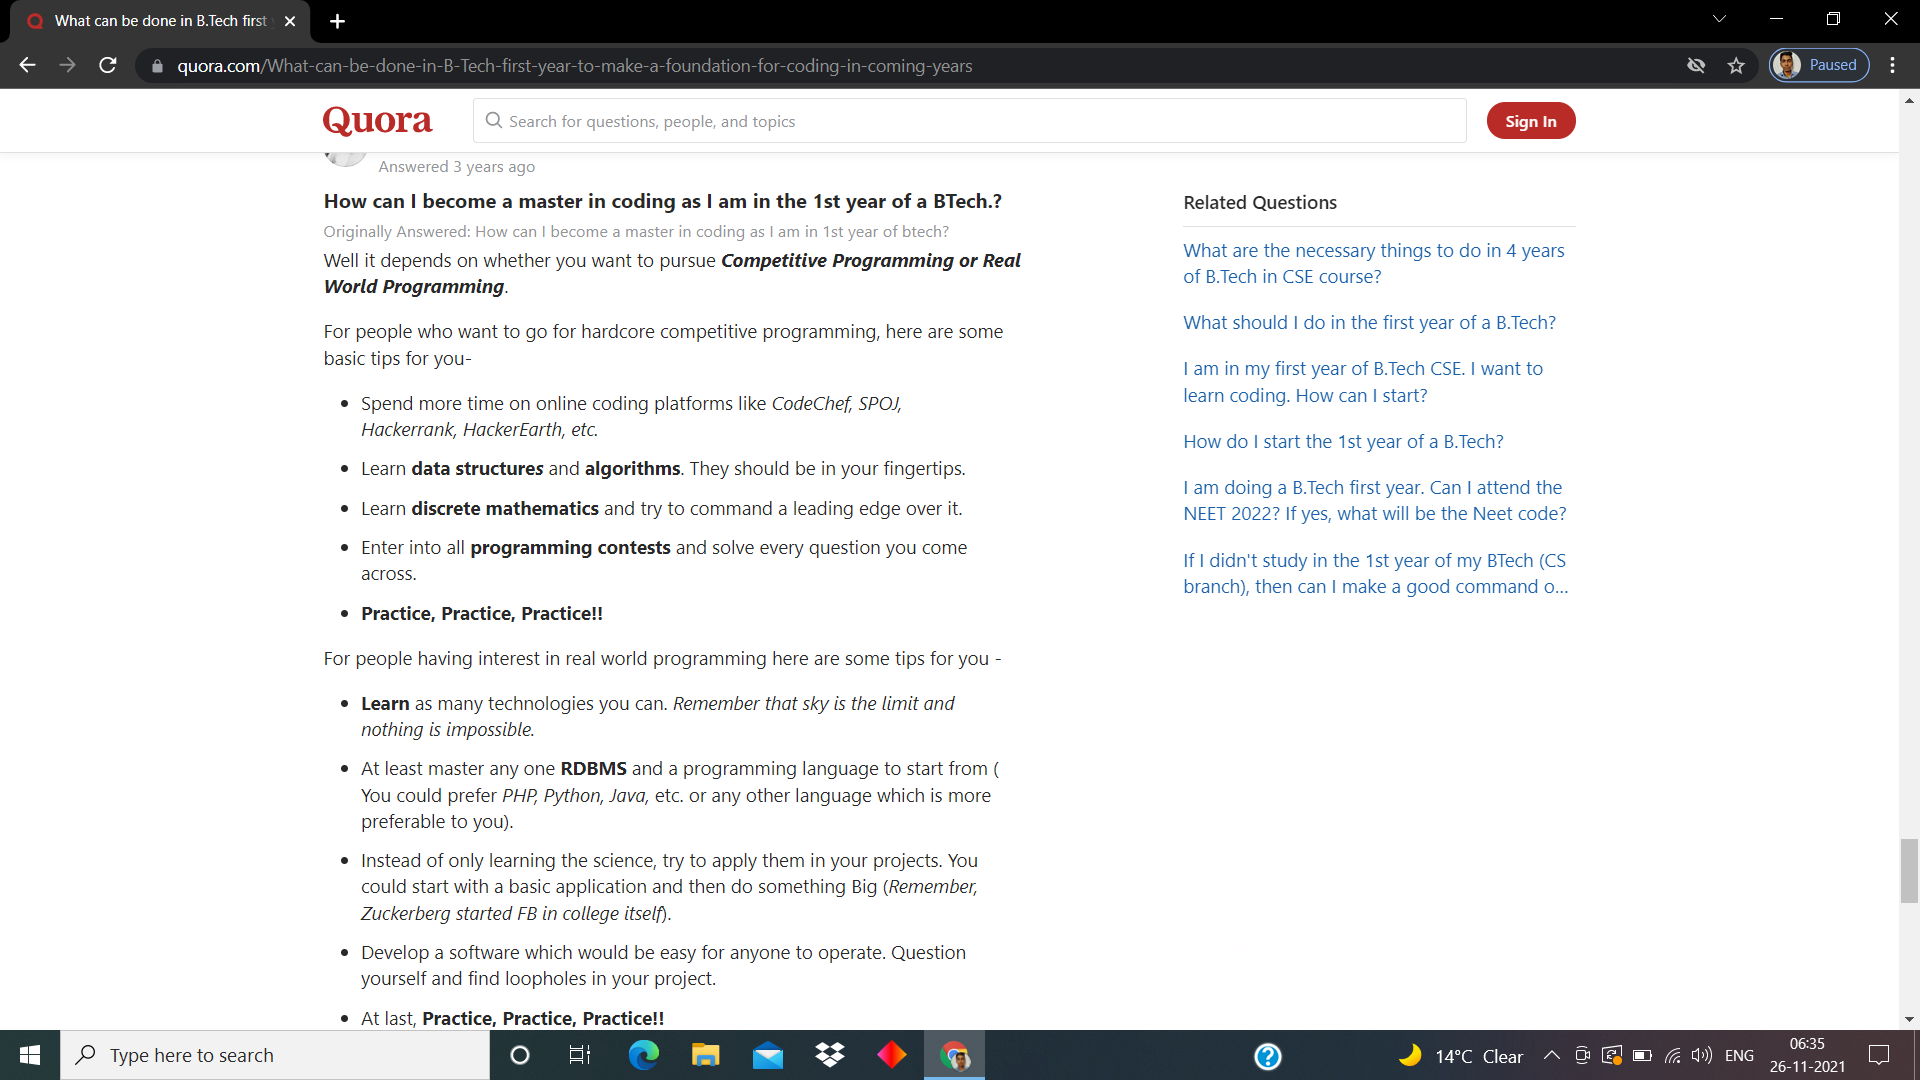 What can be done in B.Tech first
quora.com/What-can-be-done-in-B-Tech-first-year-to-make-a-foundation-for-coding-in-coming-years
Paused
Quora
Search for questions, people, and topics
Sign In
Answered 3 years ago
How can I become a master in coding as I am in the 1st year of a BTech.?
Originally Answered: How can I become a master in coding as I am in 1st year of btech?
Well it depends on whether you want to pursue Competitive Programming or Real
World Programming.
For people who want to go for hardcore competitive programming, here are some
basic tips for you-
• Spend more time on online coding platforms like CodeChef, SPOJ,
Hackerrank, HackerEarth, etc.
• Learn data structures and algorithms. They should be in your fingertips.
• Learn discrete mathematics and try to command a leading edge over it.
• Enter into all programming contests and solve every question you come
across.
• Practice, Practice, Practice!!
For people having interest in real world programming here are some tips for you -
• Learn as many technologies you can. Remember that sky is the limit and
nothing is impossible.
• At least master any one RDBMS and a programming language to start from (
You could prefer PHP, Python, Java, etc. or any other language which is more
preferable to you).
• Instead of only learning the science, try to apply them in your projects. You
could start with a basic application and then do something Big (Remember,
Zuckerberg started FB in college itself).
• Develop a software which would be easy for anyone to operate. Question
yourself and find loopholes in your project.
• At last, Practice, Practice, Practice!!
Related Questions
What are the necessary things to do in 4 years
of B.Tech in CSE course?
What should I do in the first year of a B.Tech?
I am in my first year of B.Tech CSE. I want to
learn coding. How can I start?
How do I start the 1st year of a B.Tech?
I am doing a B.Tech first year. Can I attend the
NEET 2022? If yes, what will be the Neet code?
If I didn't study in the 1st year of my BTech (CS
branch), then can I make a good command o...
Type here to search
14°C Clear
ENG
06:35
26-11-2021